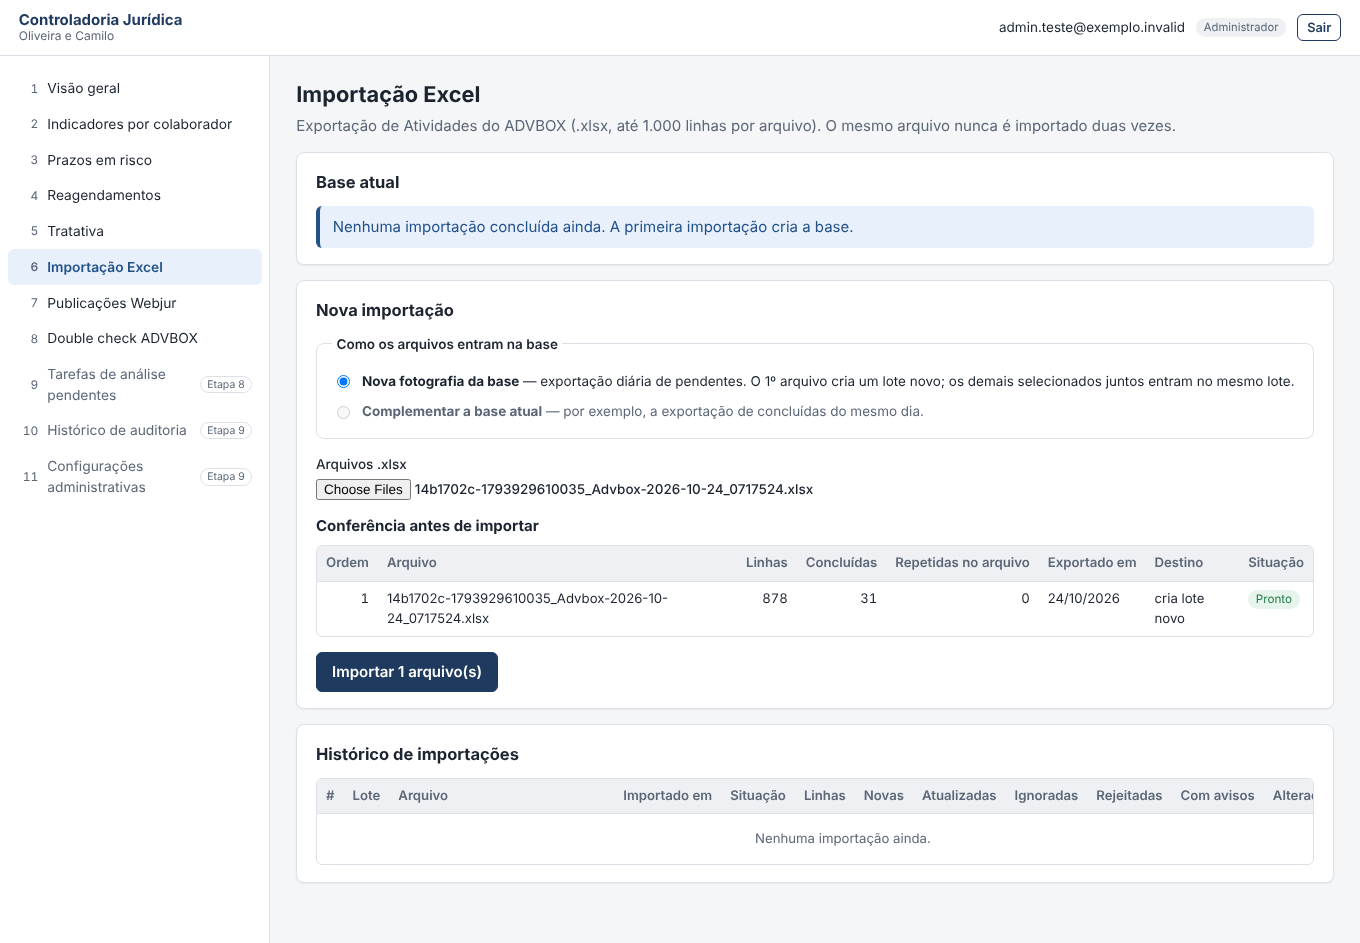 Controladoria Jurídica
Oliveira e Camilo
admin.teste@exemplo.invalid Administrador Sair
1 Visão geral
2 Indicadores por colaborador
3 Prazos em risco
4 Reagendamentos
5 Tratativa
6 Importação Excel
7 Publicações Webjur
8 Double check ADVBOX
9 Tarefas de análise pendentes Etapa 8
10 Histórico de auditoria Etapa 9
11 Configurações administrativas Etapa 9
Importação Excel
Exportação de Atividades do ADVBOX (.xlsx, até 1.000 linhas por arquivo). O mesmo arquivo nunca é importado duas vezes.
Base atual
Nenhuma importação concluída ainda. A primeira importação cria a base.
Nova importação
Como os arquivos entram na base
Nova fotografia da base — exportação diária de pendentes. O 1º arquivo cria um lote novo; os demais selecionados juntos entram no mesmo lote.
Complementar a base atual — por exemplo, a exportação de concluídas do mesmo dia.
Arquivos .xlsx
Choose Files 14b1702c-1793929610035_Advbox-2026-10-24_0717524.xlsx
Conferência antes de importar
Ordem Arquivo Linhas Concluídas Repetidas no arquivo Exportado em Destino Situação
1 14b1702c-1793929610035_Advbox-2026-10-24_0717524.xlsx 878 31 0 24/10/2026 cria lote novo Pronto
Importar 1 arquivo(s)
Histórico de importações
# Lote Arquivo Importado em Situação Linhas Novas Atualizadas Ignoradas Rejeitadas Com avisos
Nenhuma importação ainda.